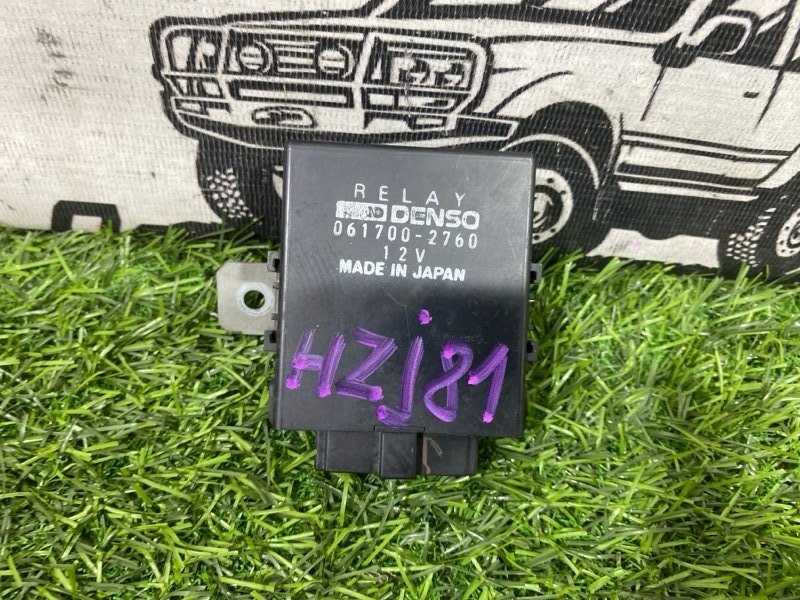 RELAY
DENSO
061700-2760
12V
MADE IN JAPAN
HZj81